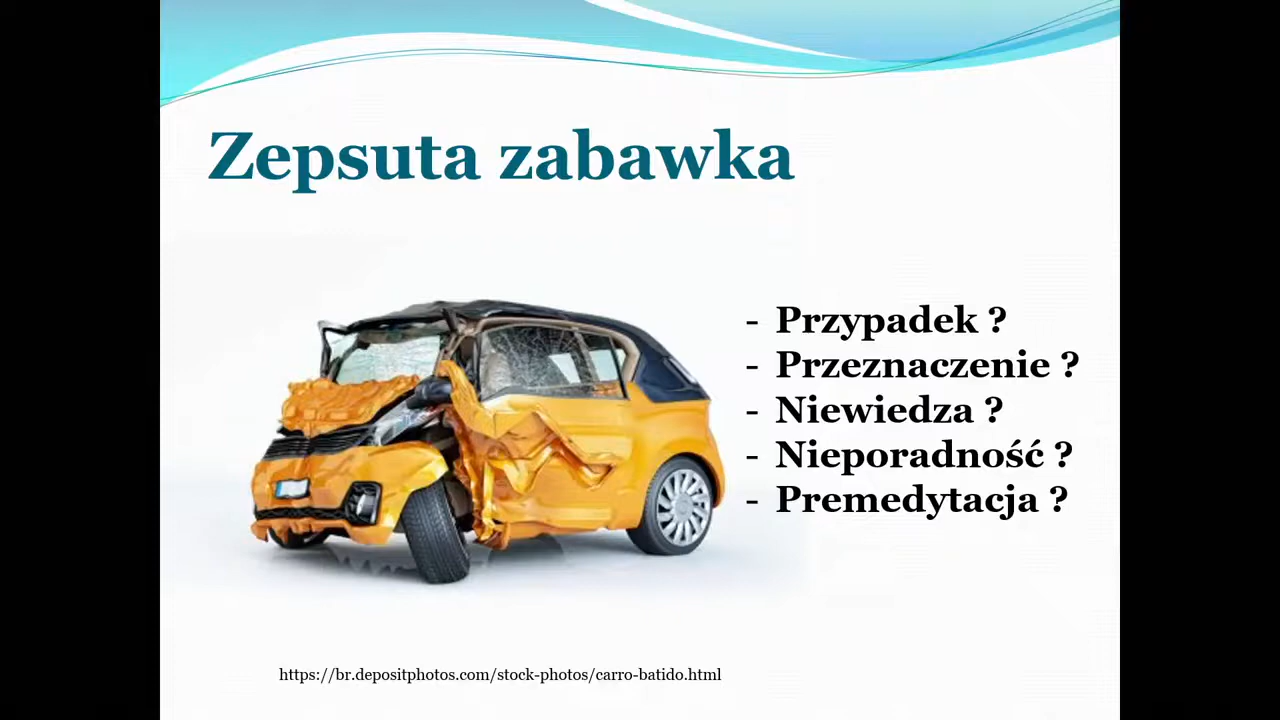 Zepsuta zabawka
- Przypadek ?
- Przeznaczenie ?
- Niewiedza ?
- Nieporadność ?
- Premedytacja ?
https://br.depositphotos.com/stock-photos/carro-batido.html